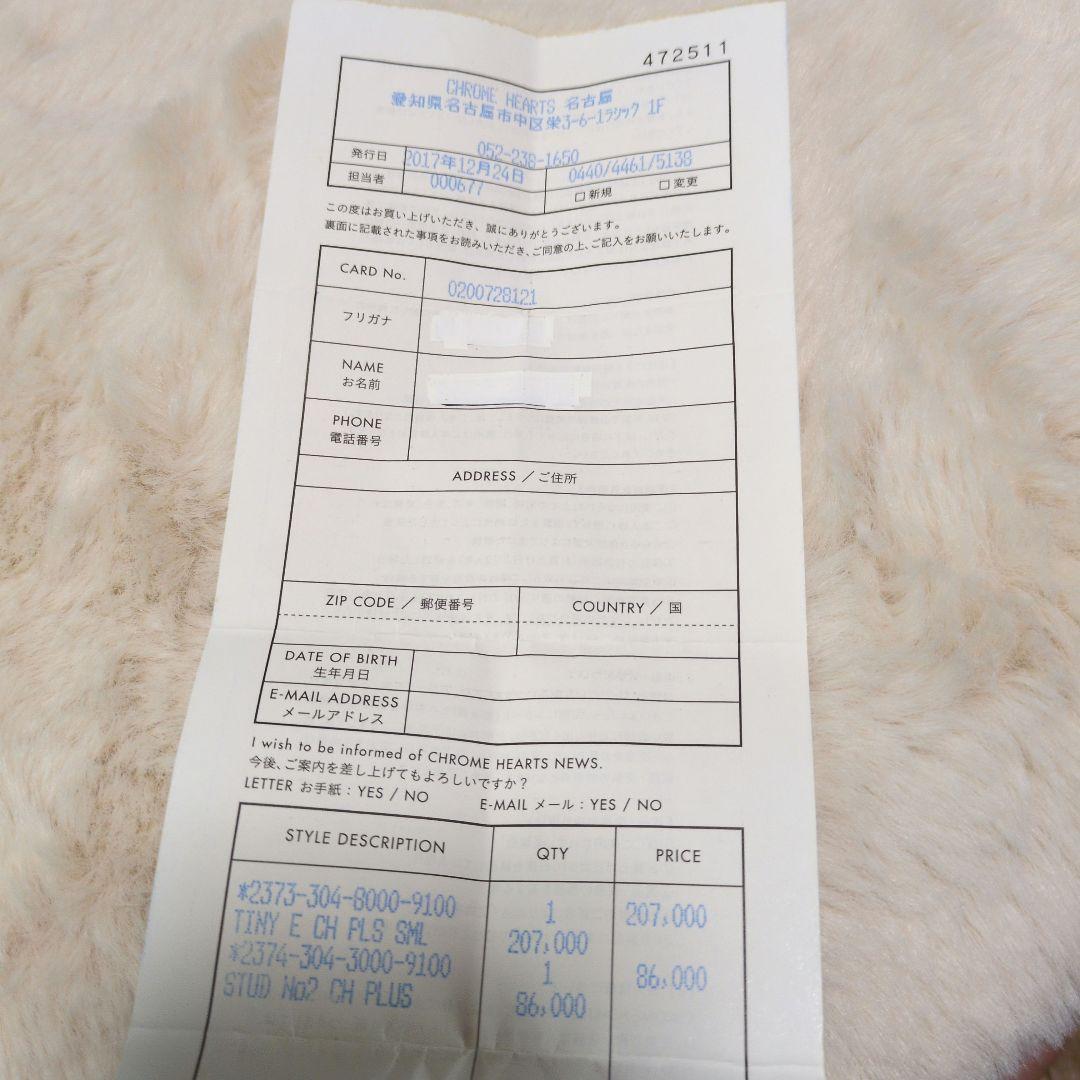 472511
CHROME HEARTS 名古屋
愛知県名古屋市中区栄3-6-1ラシック 1F
052-238-1650
発行日 2017年12月24日 0440/4461/5138
担当者 000677 □ 新規 □ 変更
この度はお買い上げいただき、誠にありがとうございます。
裏面に記載された事項をお読みいただき、ご同意の上、ご記入をお願いいたします。
CARD No. 0200728121
フリガナ
NAME
お名前
PHONE
電話番号
ADDRESS / ご住所
ZIP CODE / 郵便番号 COUNTRY / 国
DATE OF BIRTH
生年月日
E-MAIL ADDRESS
メールアドレス
I wish to be informed of CHROME HEARTS NEWS.
今後、ご案内を差し上げてもよろしいですか？
LETTER お手紙 : YES / NO E-MAIL メール : YES / NO
STYLE DESCRIPTION QTY PRICE
*2373-304-8000-9100 1 207,000
TINY E CH PLS SML 207,000
*2374-304-3000-9100 1 86,000
STUD No2 CH PLUS 86,000